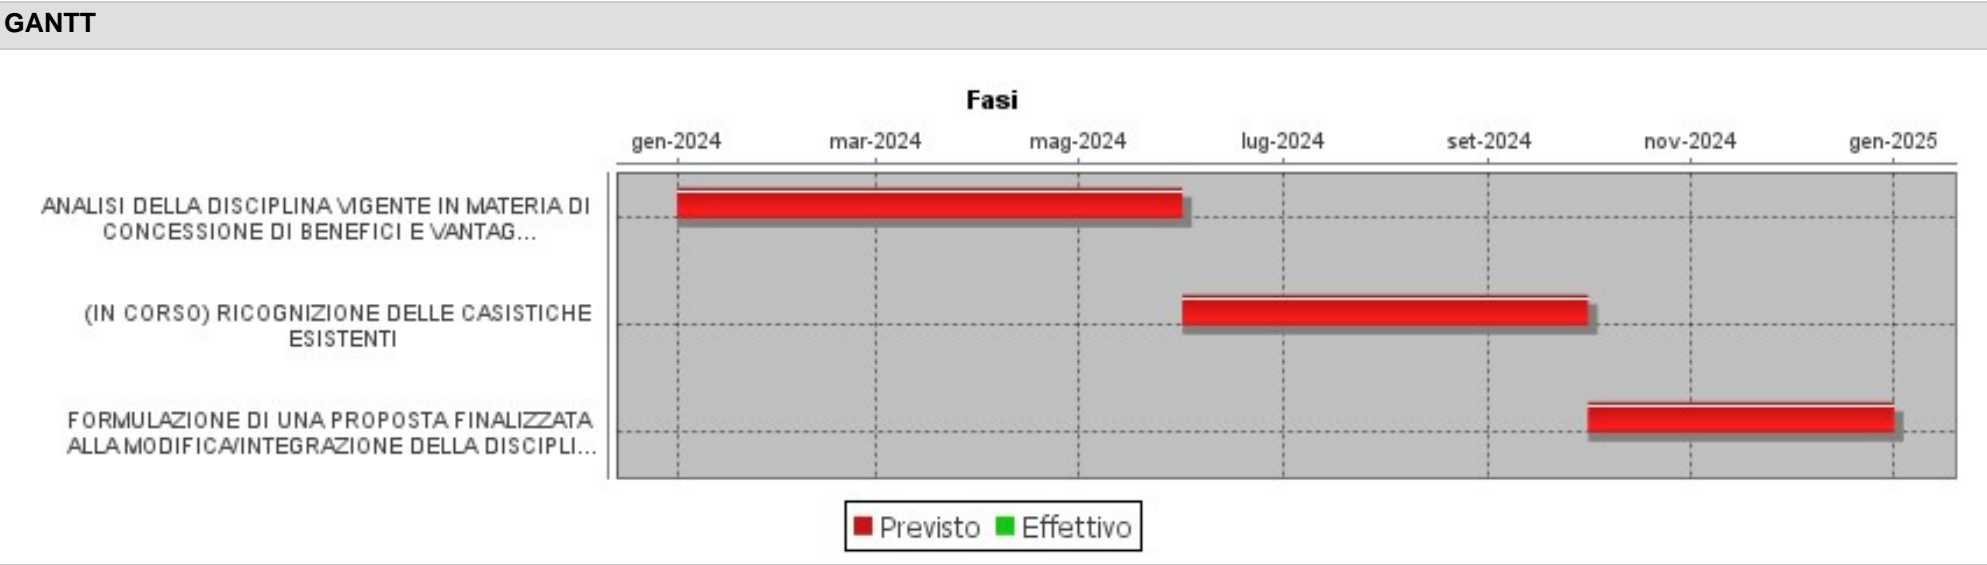 GANTT
Fasi
gen-2024 mar-2024 mag-2024 lug-2024 set-2024 nov-2024 gen-2025
ANALISI DELLA DISCIPLINA VIGENTE IN MATERIA DI
CONCESSIONE DI BENEFICI E VANTAG...
(IN CORSO) RICOGNIZIONE DELLE CASISTICHE
ESISTENTI
FORMULAZIONE DI UNA PROPOSTA FINALIZZATA
ALLA MODIFICA/INTEGRAZIONE DELLA DISCIPLI...
Previsto Effettivo